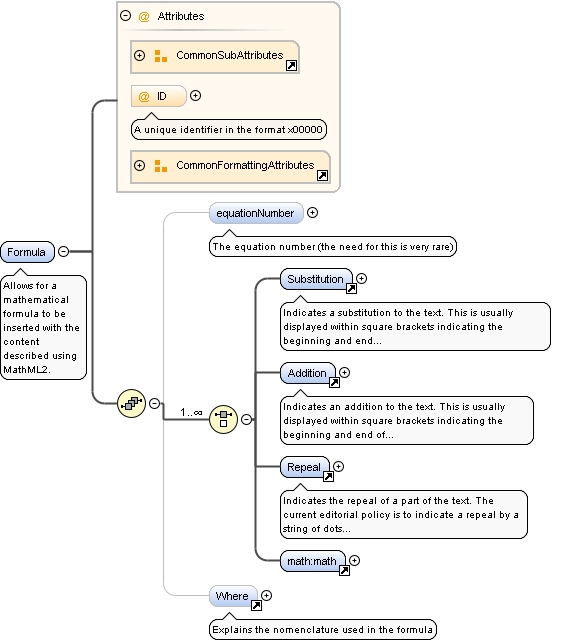 @ Attributes
CommonSubAttributes
@ ID
A unique identifier in the format x00000
CommonFormattingAttributes
equationNumber
The equation number (the need for this is very rare)
Formula
Allows for a
mathematical
formula to be
inserted with the
content
described using
MathML2.
Substitution
Indicates a substitution to the text. This is usually
displayed within square brackets indicating the
beginning and end...
Addition
Indicates an addition to the text. This is usually
displayed within square brackets indicating the
beginning and end of...
1..∞
Repeal
Indicates the repeal of a part of the text. The
current editorial policy is to indicate a repeal by a
string of dots...
math:math
Where
Explains the nomenclature used in the formula